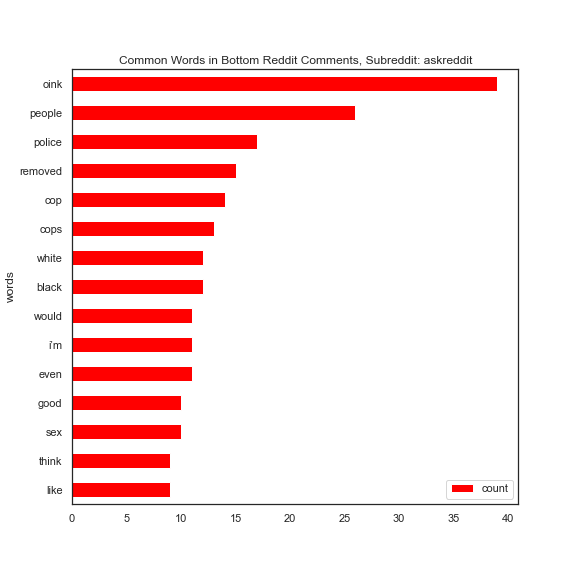 Common Words in Bottom Reddit Comments, Subreddit: askreddit
oink
people
police
removed
cop
cops
white
black
would
i'm
even
good
sex
think
like
words
count
0 5 10 15 20 25 30 35 40